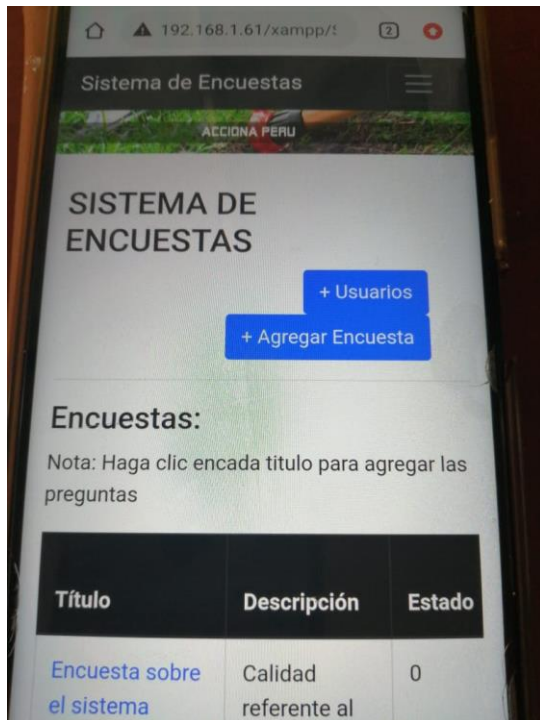 192.168.1.61/xampp/
2
Sistema de Encuestas
ACCIONA PERU
SISTEMA DE
ENCUESTAS
+ Usuarios
+ Agregar Encuesta
Encuestas:
Nota: Haga clic encada titulo para agregar las
preguntas
Título Descripción Estado
Encuesta sobre Calidad 0
el sistema referente al